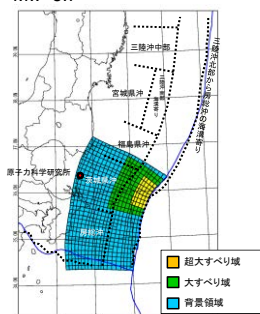 三陸沖中部
宮城県沖
三陸沖北部から房総沖の海溝寄り
福島県沖
原子力科学研究所
茨城県沖
房総沖
超大すべり域
大すべり域
背景領域